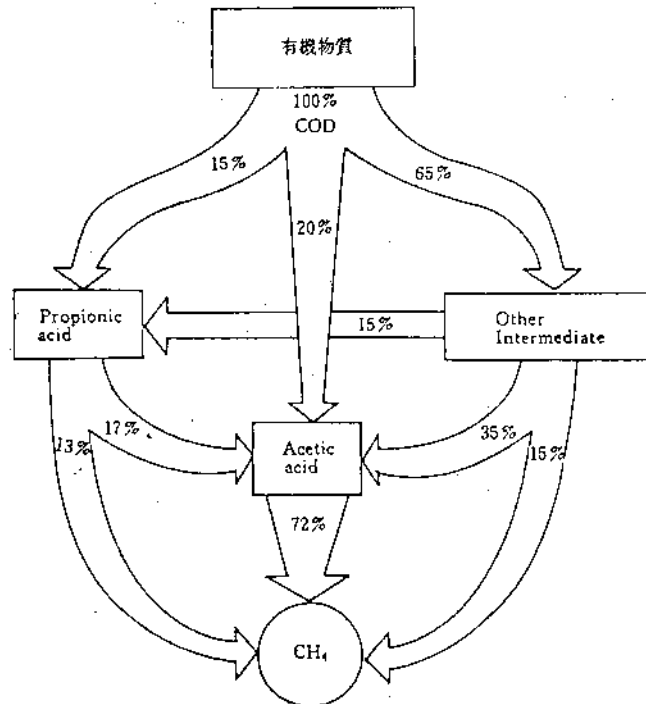 有機物質
100%
COD
15%
65%
20%
Propionic
acid
15%
Other
Intermediate
17%
35%
13%
15%
Acetic
acid
72%
CH₄